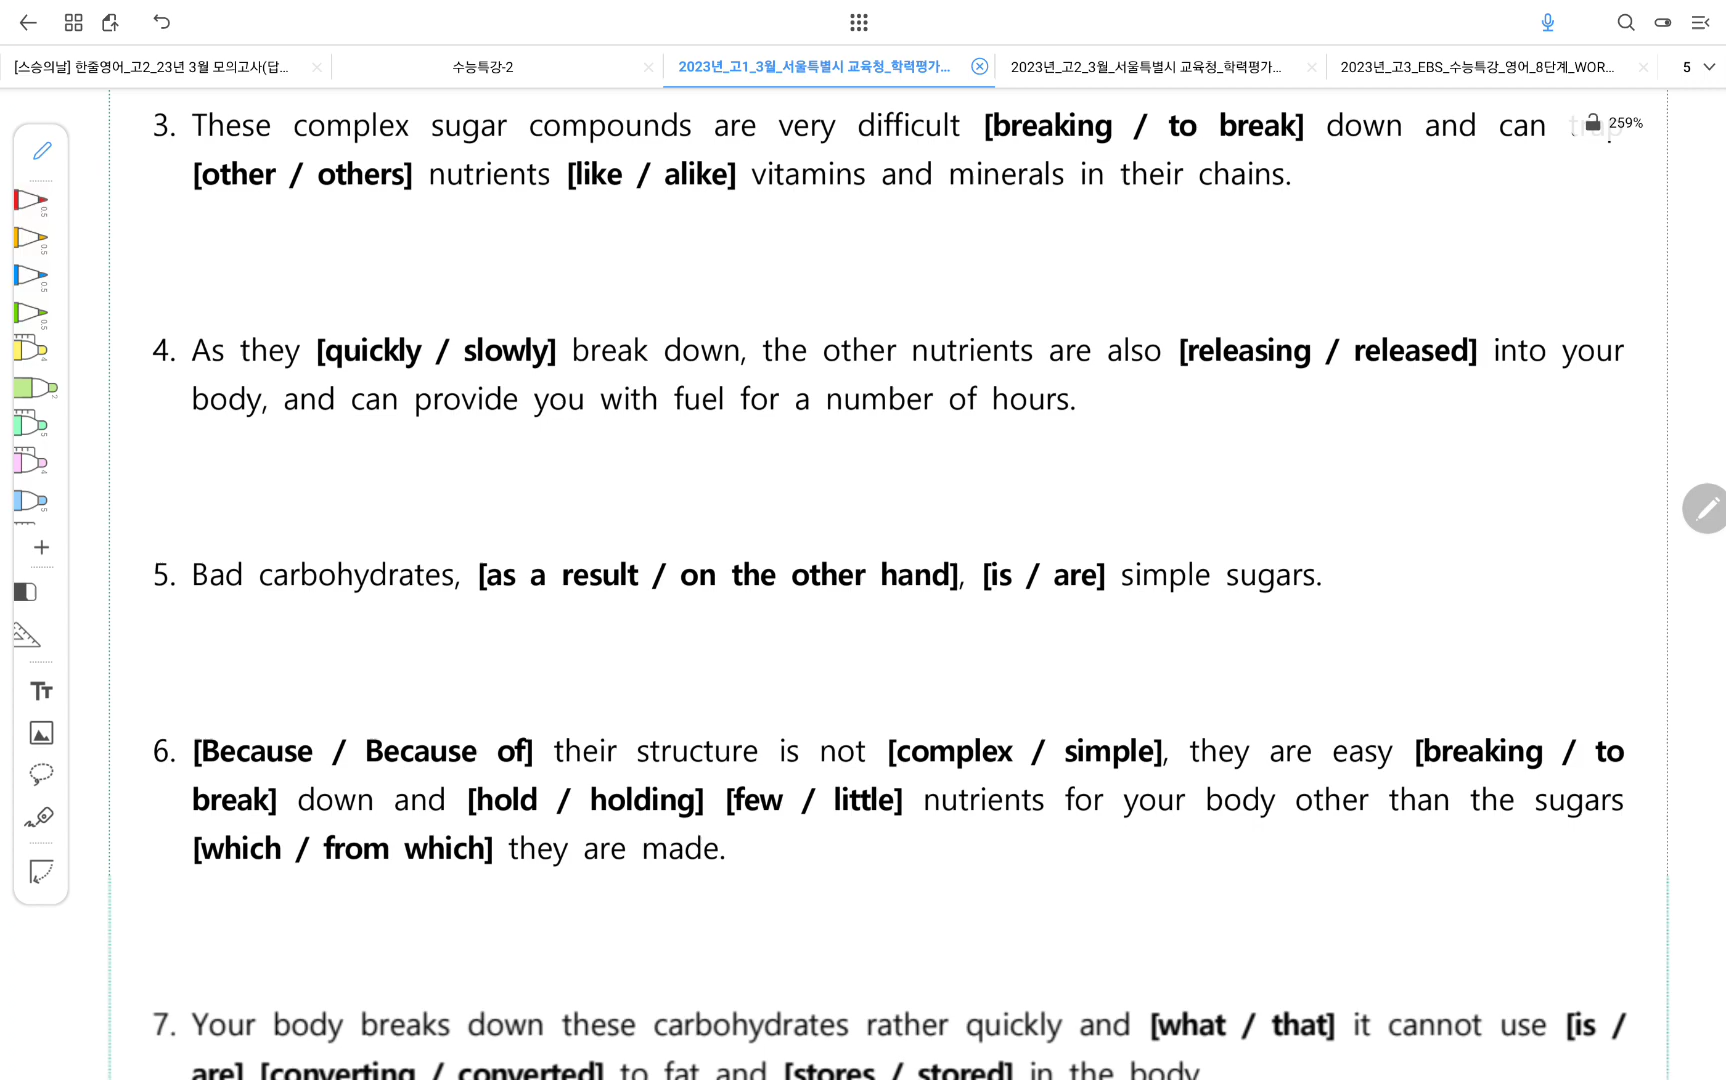 [스승의날] 한줄영어_고2_23년 3월 모의고사(답...
수능특강-2
2023년_고1_3월_서울특별시 교육청_학력평가...
2023년_고2_3월_서울특별시 교육청_학력평가...
2023년_고3_EBS_수능특강_영어_8단계_WOR...
5
259%
3. These complex sugar compounds are very difficult [breaking / to break] down and can
[other / others] nutrients [like / alike] vitamins and minerals in their chains.
4. As they [quickly / slowly] break down, the other nutrients are also [releasing / released] into your
body, and can provide you with fuel for a number of hours.
5. Bad carbohydrates, [as a result / on the other hand], [is / are] simple sugars.
6. [Because / Because of] their structure is not [complex / simple], they are easy [breaking / to
break] down and [hold / holding] [few / little] nutrients for your body other than the sugars
[which / from which] they are made.
7. Your body breaks down these carbohydrates rather quickly and [what / that] it cannot use [is /
are] [converting / converted] to fat and [stores / stored] in the body.